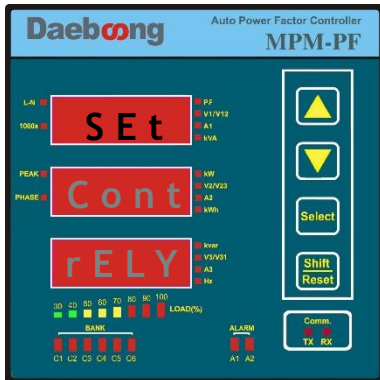 Daeboong
Auto Power Factor Controller
MPM-PF
L-N
1000x
SEt
P.F
V1/V12
A1
kVA
PEAK
PHASE
Cont
kW
V2/V23
A2
kWh
rELY
kvar
V3/V31
A3
Hz
30 40 50 60 70 80 90 100 LOAD(%)
BANK
C1 C2 C3 C4 C5 C6
ALARM
A1 A2
Select
Shift
Reset
Comm.
TX RX